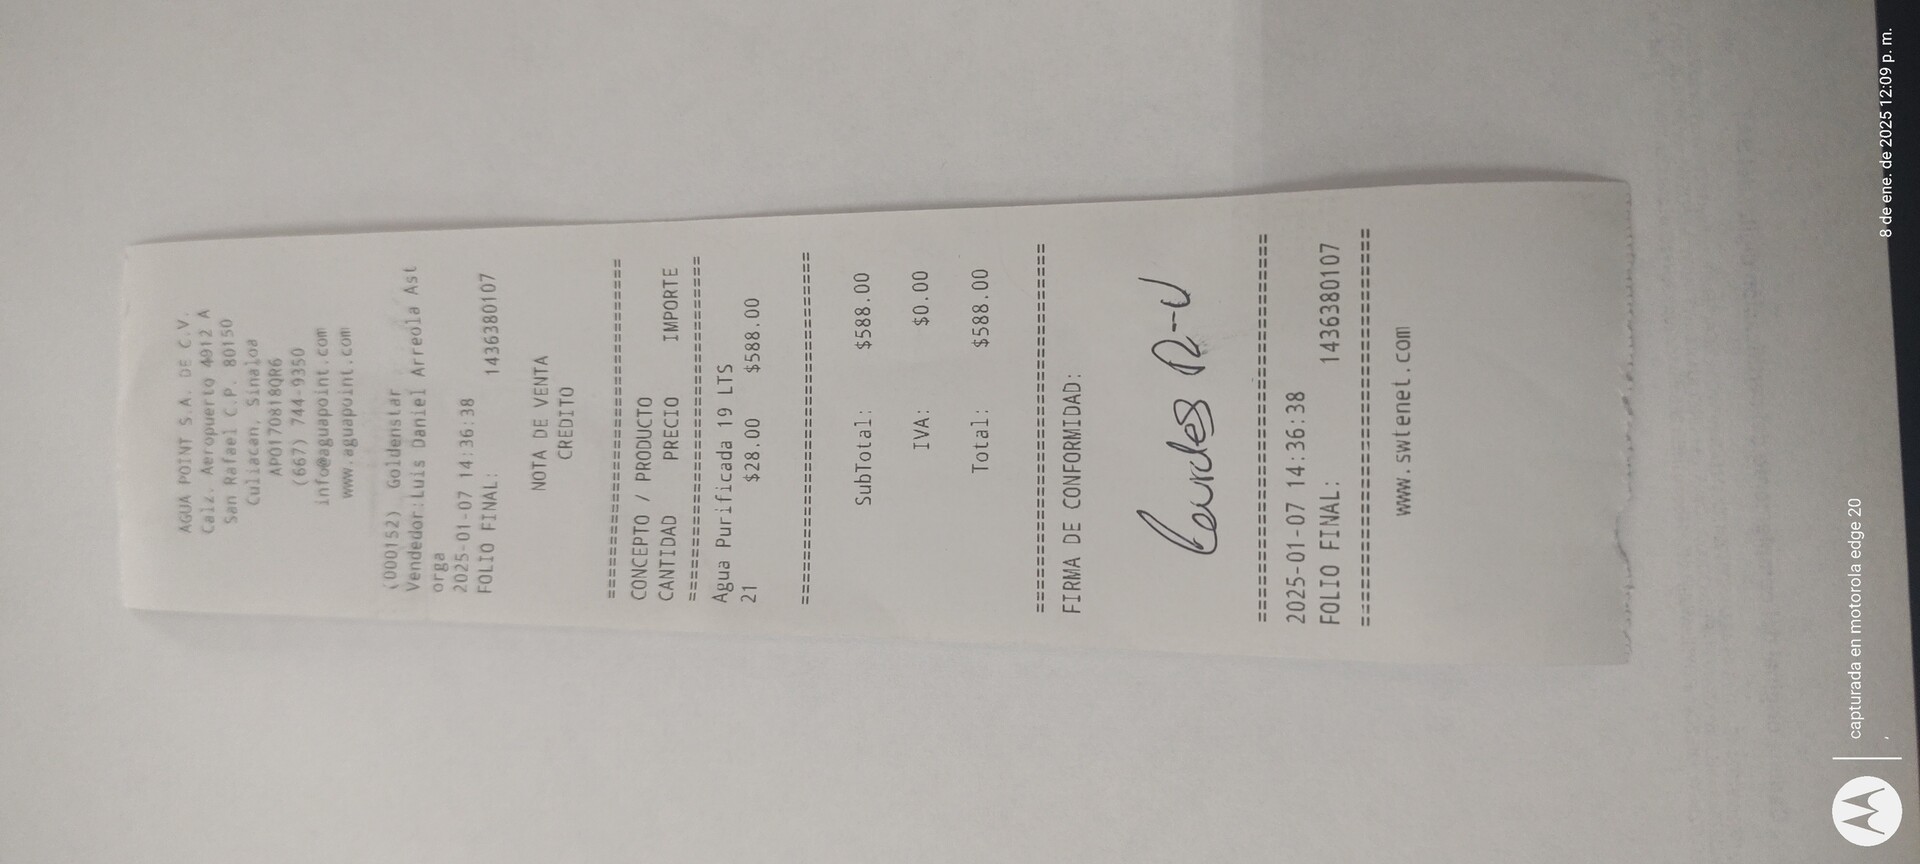 AGUA POINT S.A. DE C.V.
Calz. Aeropuerto 4912 A
San Rafael C.P. 80150
Culiacan, Sinaloa
APO170818QR6
(667) 744-9350
info@aguapoint.com
www.aguapoint.com
(000152) Goldenstar
Vendedor:Luis Daniel Arreola Ast
orga
2025-01-07 14:36:38
FOLIO FINAL: 1436380107
NOTA DE VENTA
CREDITO
================================
CONCEPTO / PRODUCTO
CANTIDAD PRECIO IMPORTE
================================
Agua Purificada 19 LTS
21 $28.00 $588.00
================================
SubTotal: $588.00
IVA: $0.00
Total: $588.00
================================
FIRMA DE CONFORMIDAD:
================================
2025-01-07 14:36:38
FOLIO FINAL: 1436380107
================================
www.swtenet.com
capturada en motorola edge 20
8 de ene. de 2025 12:09 p. m.